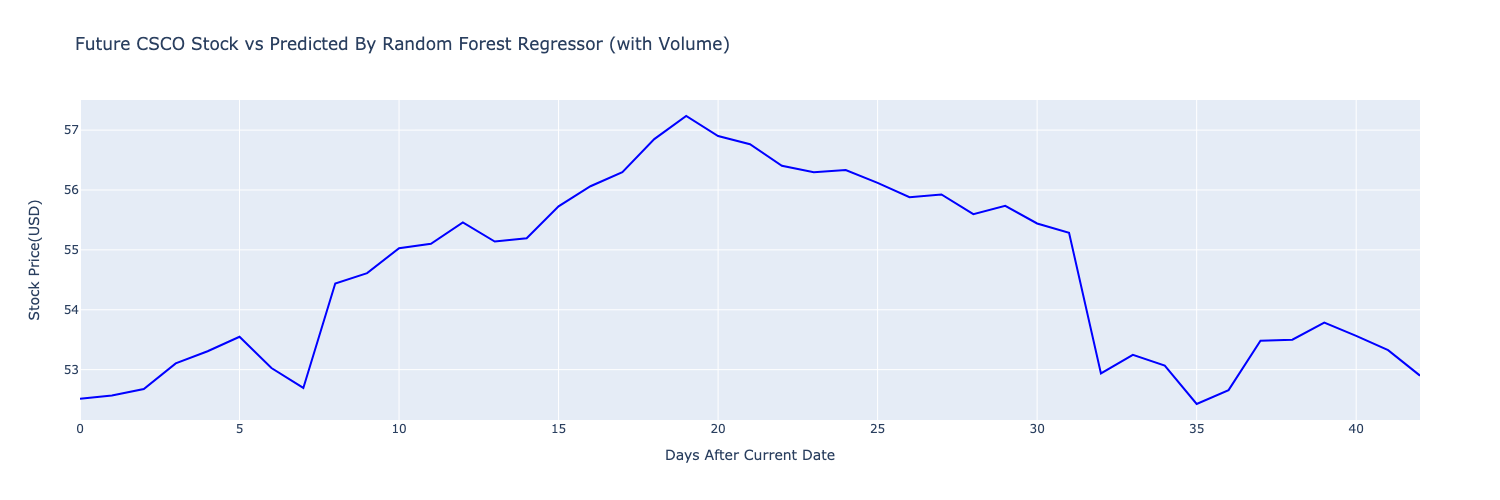 Future CSCO Stock vs Predicted By Random Forest Regressor (with Volume)
Stock Price(USD)
57
56
55
54
53
0 5 10 15 20 25 30 35 40
Days After Current Date